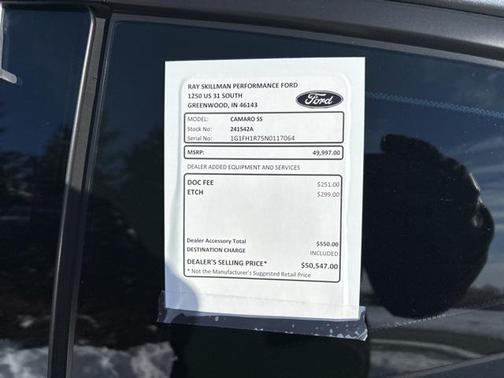 RAY SKILLMAN PERFORMANCE FORD
1250 US 31 SOUTH
GREENWOOD, IN 46143
Ford
MODEL: CAMARO SS
Stock No: 241542A
Serial No: 1G1FH1R75N0117064
MSRP: 49,997.00
DEALER ADDED EQUIPMENT AND SERVICES
DOC FEE $251.00
ETCH $299.00
Dealer Accessory Total $550.00
DESTINATION CHARGE INCLUDED
DEALER'S SELLING PRICE* $50,547.00
* Not the Manufacturer's Suggested Retail Price